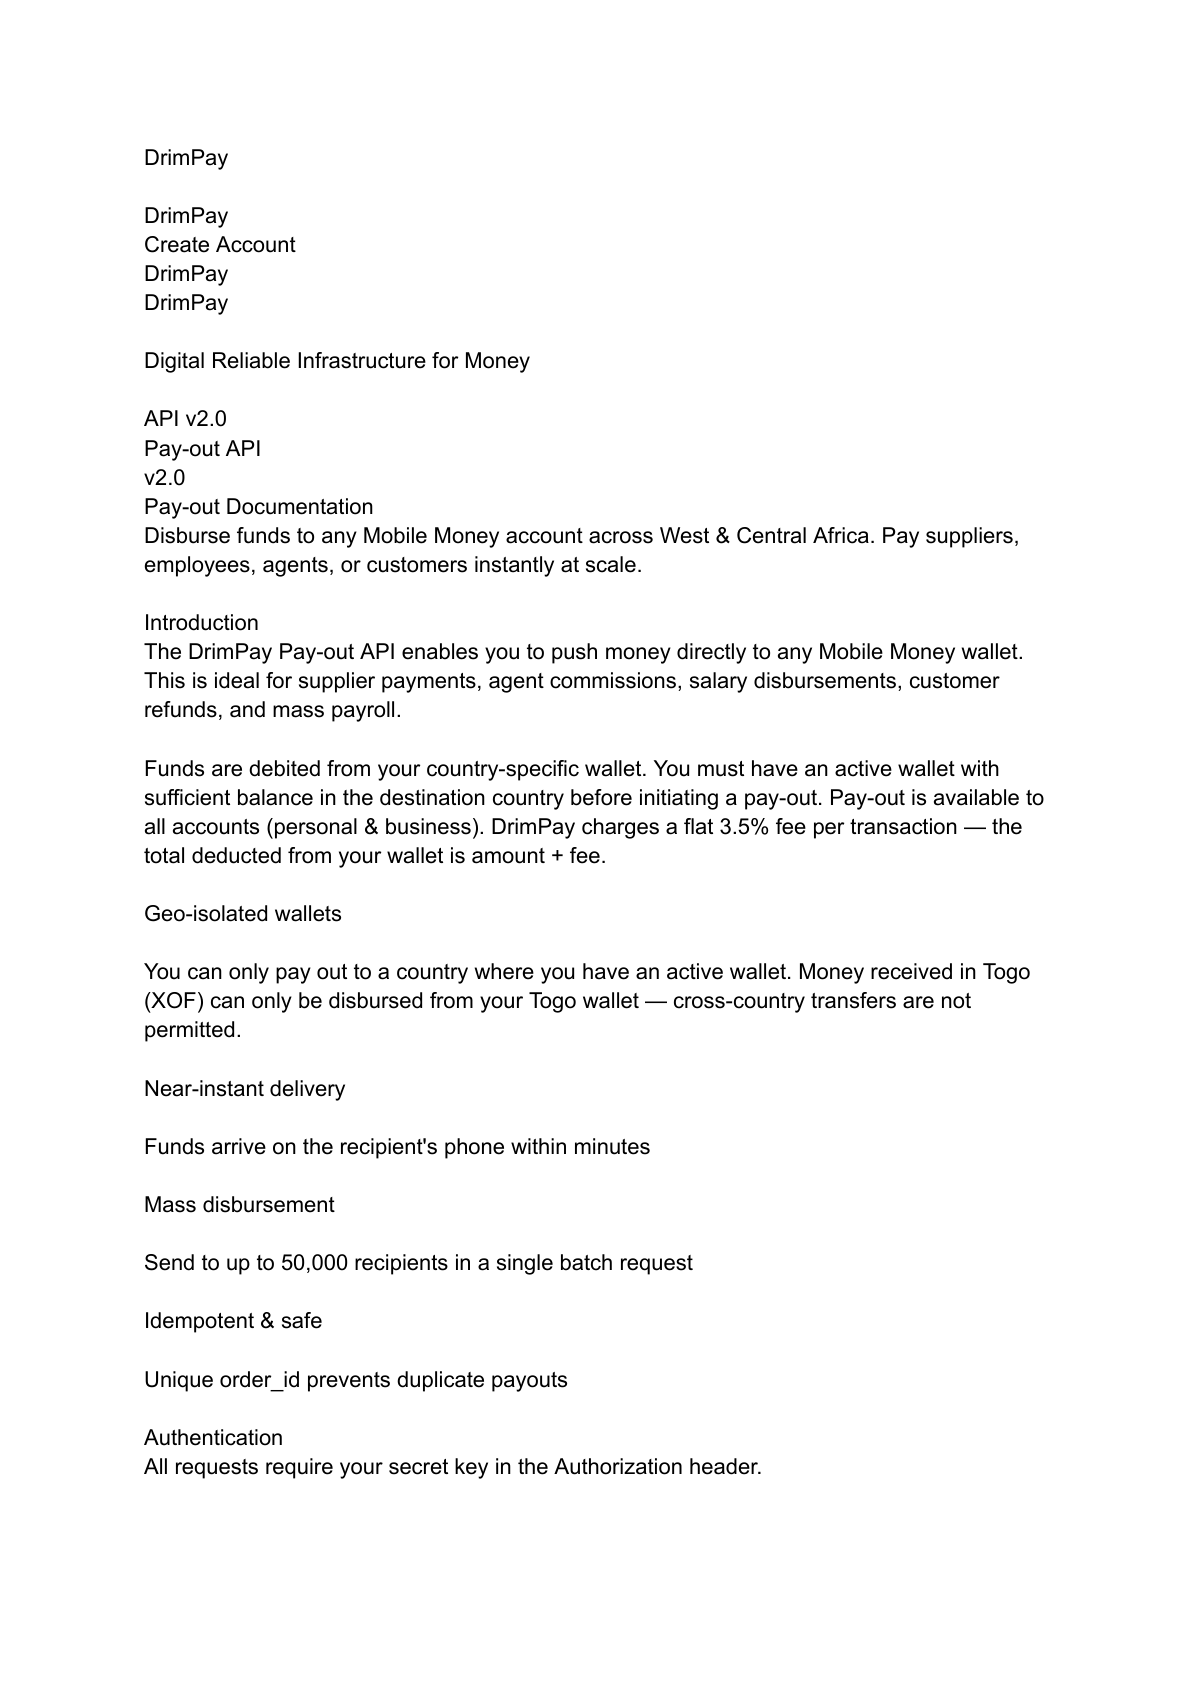 DrimPay
DrimPay
Create Account
DrimPay
DrimPay
Digital Reliable Infrastructure for Money
API v2.0
Pay-out API
v2.0
Pay-out Documentation
Disburse funds to any Mobile Money account across West & Central Africa. Pay suppliers,
employees, agents, or customers instantly at scale.
Introduction
The DrimPay Pay-out API enables you to push money directly to any Mobile Money wallet.
This is ideal for supplier payments, agent commissions, salary disbursements, customer
refunds, and mass payroll.
Funds are debited from your country-specific wallet. You must have an active wallet with
sufficient balance in the destination country before initiating a pay-out. Pay-out is available to
all accounts (personal & business). DrimPay charges a flat 3.5% fee per transaction — the
total deducted from your wallet is amount + fee.
Geo-isolated wallets
You can only pay out to a country where you have an active wallet. Money received in Togo
(XOF) can only be disbursed from your Togo wallet — cross-country transfers are not
permitted.
Near-instant delivery
Funds arrive on the recipient's phone within minutes
Mass disbursement
Send to up to 50,000 recipients in a single batch request
Idempotent & safe
Unique order_id prevents duplicate payouts
Authentication
All requests require your secret key in the Authorization header.